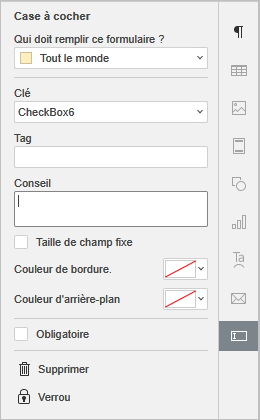 Case à cocher
Qui doit remplir ce formulaire ?
Tout le monde
Clé
CheckBox6
Tag
Conseil
Taille de champ fixe
Couleur de bordure.
Couleur d'arrière-plan
Obligatoire
Supprimer
Verrou
¶
Ta